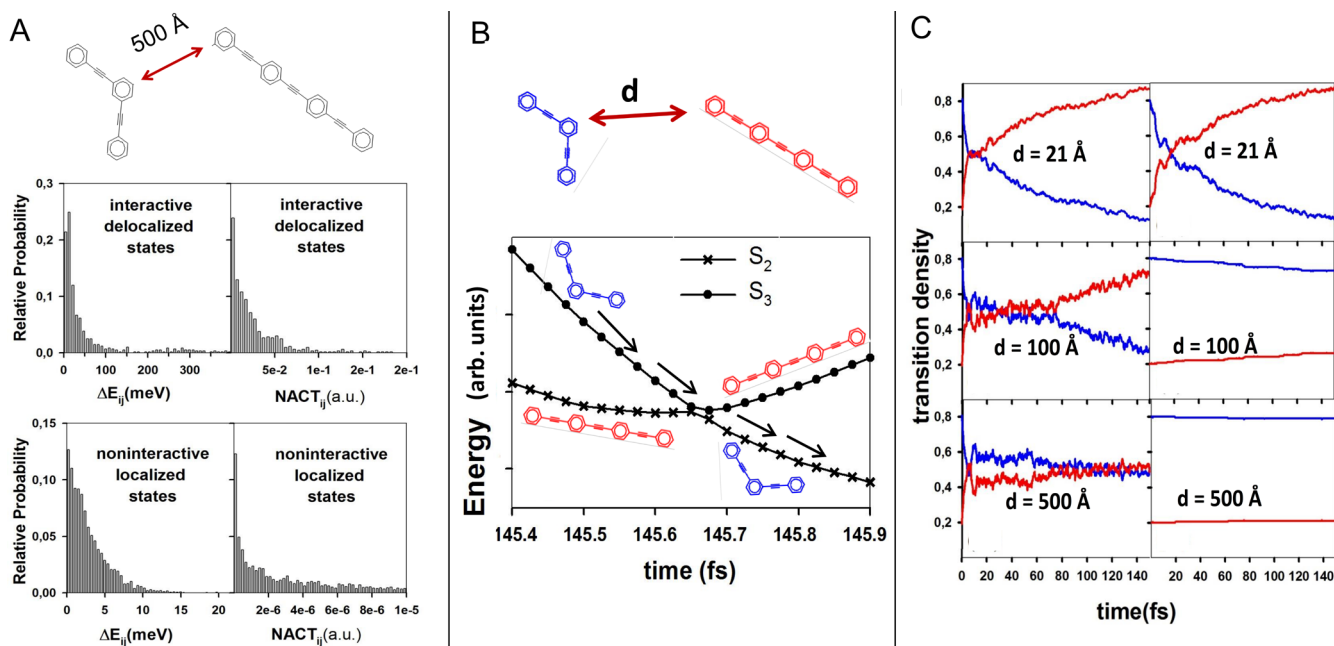 A
500 Å
0,3
0,2
0,1
0,0
Relative Probability
interactive
delocalized
states
interactive
delocalized
states
0 100 200 300
5e-2 1e-1 2e-1 2e-1
ΔEij(meV)
NACTij(a.u.)
0,15
0,10
0,05
0,00
Relative Probability
noninteractive
localized
states
noninteractive
localized
states
0 5 10 15 20
2e-6 4e-6 6e-6 8e-6 1e-5
ΔEij(meV)
NACTij(a.u.)
B
d
S2
S3
Energy (arb. units)
145.4 145.5 145.6 145.7 145.8 145.9
time (fs)
C
transition density
0,8
0,6
0,4
0,2
d = 21 Å
d = 21 Å
0,8
0,6
0,4
0,2
d = 100 Å
d = 100 Å
0,8
0,6
0,4
0,2
d = 500 Å
d = 500 Å
0 20 40 60 80 100 120 140
20 40 60 80 100 120 140
time(fs)